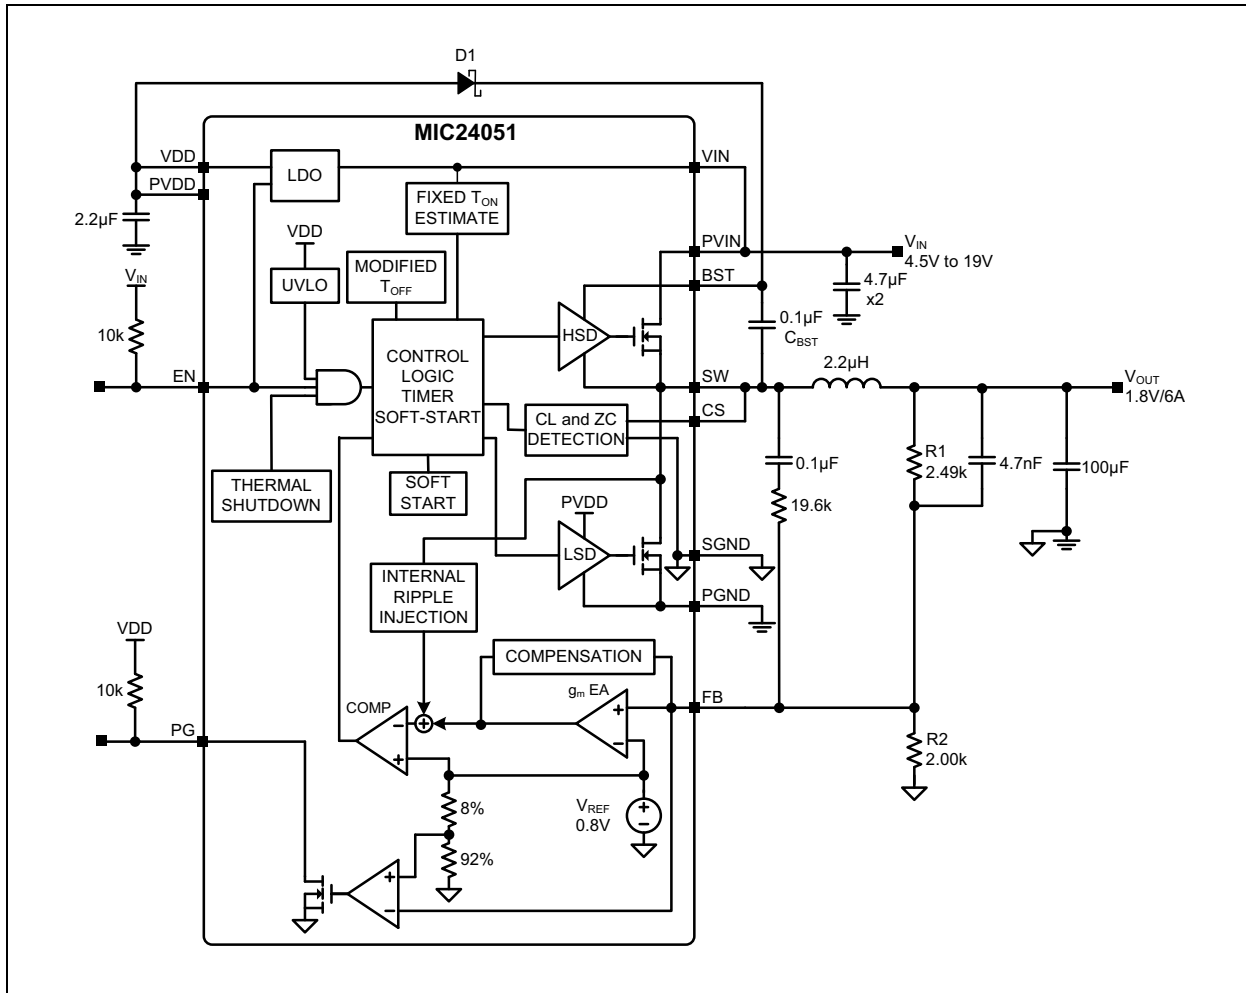 D1
MIC24051
VDD
PVDD
2.2µF
LDO
FIXED TON
ESTIMATE
VIN
PVIN
VIN
4.5V to 19V
4.7µF
x2
BST
0.1µF
CBST
VDD
UVLO
MODIFIED
TOFF
VIN
10k
EN
CONTROL
LOGIC
TIMER
SOFT-START
HSD
SW
2.2µH
VOUT
1.8V/6A
CS
CL and ZC
DETECTION
THERMAL
SHUTDOWN
SOFT
START
0.1µF
19.6k
R1
2.49k
4.7nF
100µF
PVDD
LSD
SGND
PGND
INTERNAL
RIPPLE
INJECTION
VDD
10k
PG
COMPENSATION
gm EA
COMP
+
−
+
−
+
FB
R2
2.00k
VREF
0.8V
+
−
8%
92%
+
−